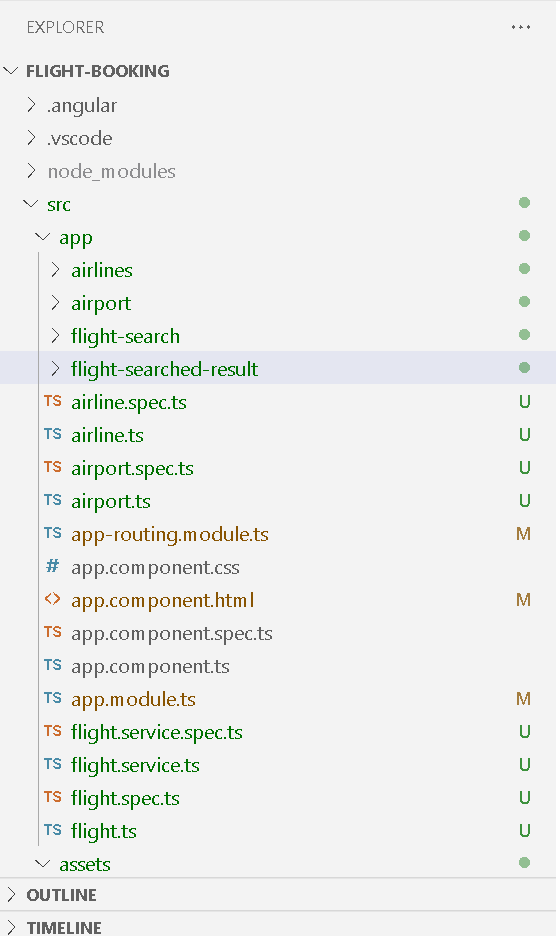 EXPLORER ···
FLIGHT-BOOKING
.angular
.vscode
node_modules
src
app
airlines
airport
flight-search
flight-searched-result
TS airline.spec.ts U
TS airline.ts U
TS airport.spec.ts U
TS airport.ts U
TS app-routing.module.ts M
# app.component.css
<> app.component.html M
TS app.component.spec.ts
TS app.component.ts
TS app.module.ts M
TS flight.service.spec.ts U
TS flight.service.ts U
TS flight.spec.ts U
TS flight.ts U
assets
OUTLINE
TIMELINE